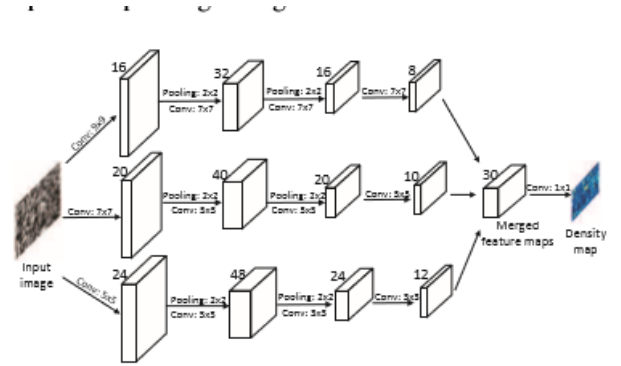 16
32
16
8
Conv: 9x9
Pooling: 2x2
Conv: 7x7
Pooling: 2x2
Conv: 7x7
Conv: 7x7
20
40
20
10
30
Conv: 7x7
Pooling: 2x2
Conv: 5x5
Pooling: 2x2
Conv: 5x5
Conv: 5x5
Conv: 1x1
Input
image
Merged
feature maps
Density
map
24
48
24
12
Conv: 5x5
Pooling: 2x2
Conv: 3x3
Pooling: 2x2
Conv: 3x3
Conv: 3x3